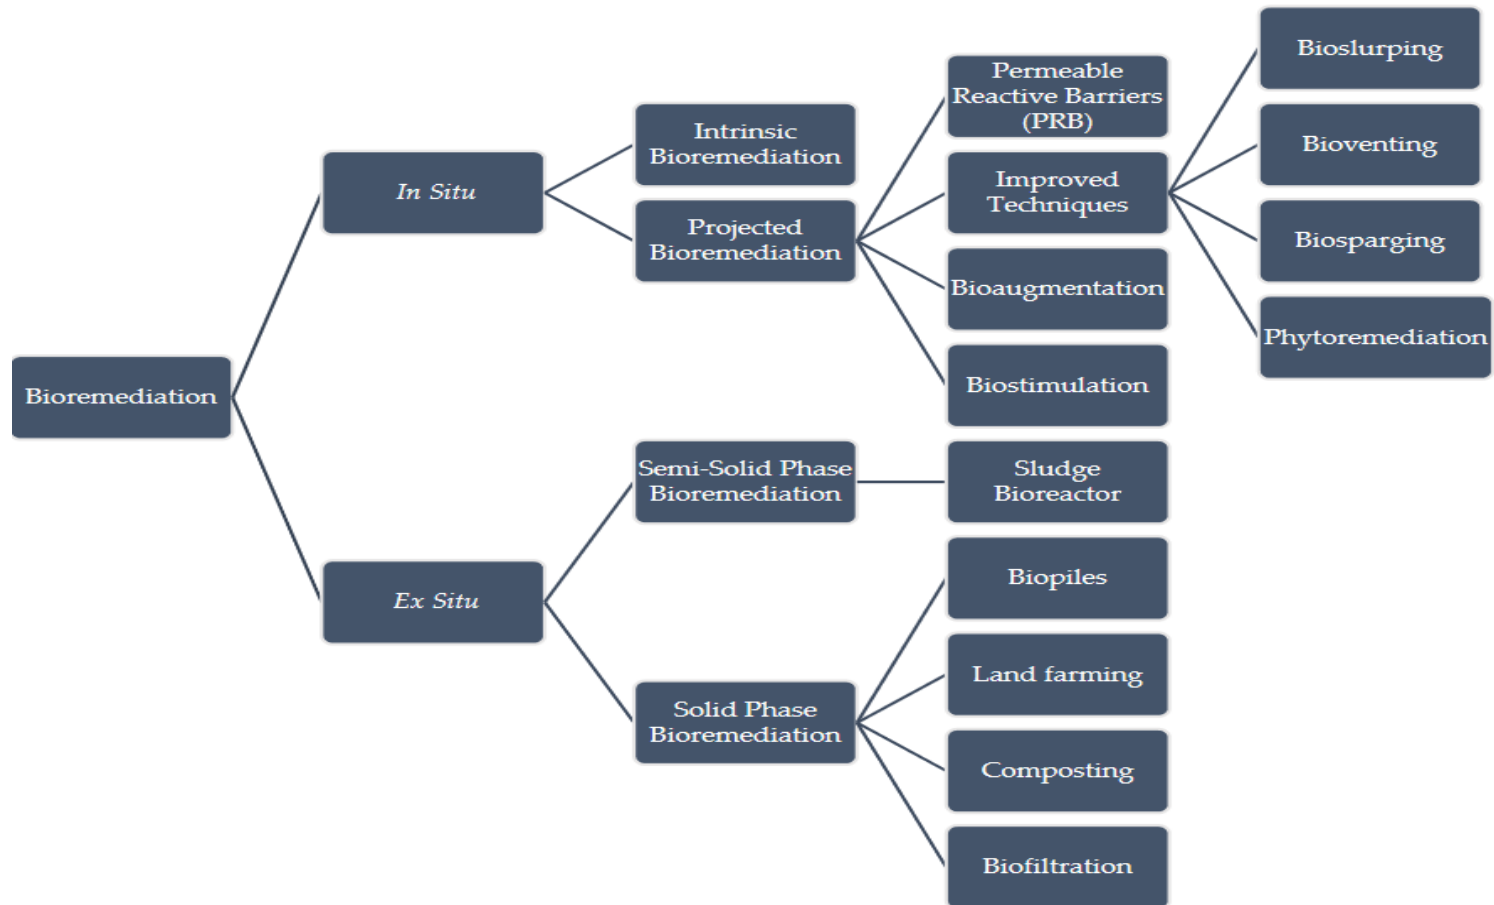 Bioremediation
In Situ
Ex Situ
Intrinsic
Bioremediation
Projected
Bioremediation
Semi-Solid Phase
Bioremediation
Solid Phase
Bioremediation
Permeable
Reactive Barriers
(PRB)
Improved
Techniques
Bioaugmentation
Biostimulation
Sludge
Bioreactor
Biopiles
Land farming
Composting
Biofiltration
Bioslurping
Bioventing
Biosparging
Phytoremediation